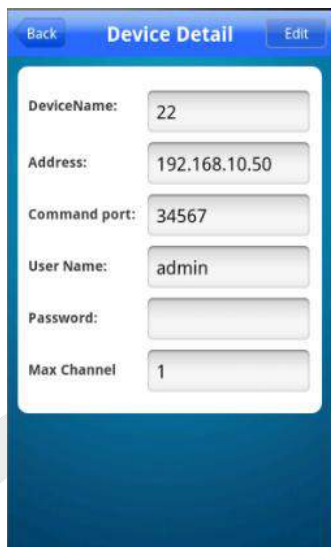 Back Device Detail Edit
DeviceName: 22
Address: 192.168.10.50
Command port: 34567
User Name: admin
Password:
Max Channel 1